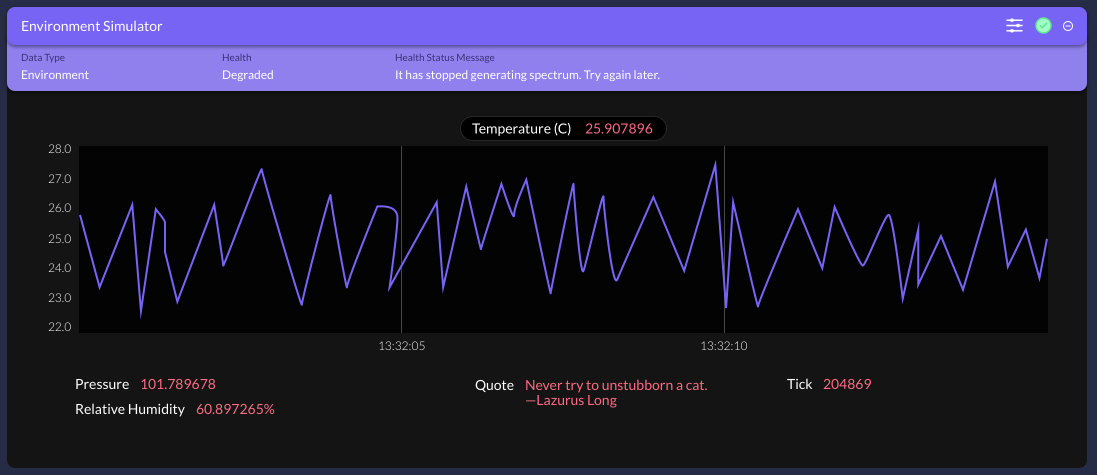 Environment Simulator
Data Type
Health
Health Status Message
Environment
Degraded
It has stopped generating spectrum. Try again later.
Temperature (C) 25.907896
28.0
27.0
26.0
25.0
24.0
23.0
22.0
13:32:05
13:32:10
Pressure 101.789678
Relative Humidity 60.897265%
Quote Never try to unstubborn a cat.
—Lazurus Long
Tick 204869